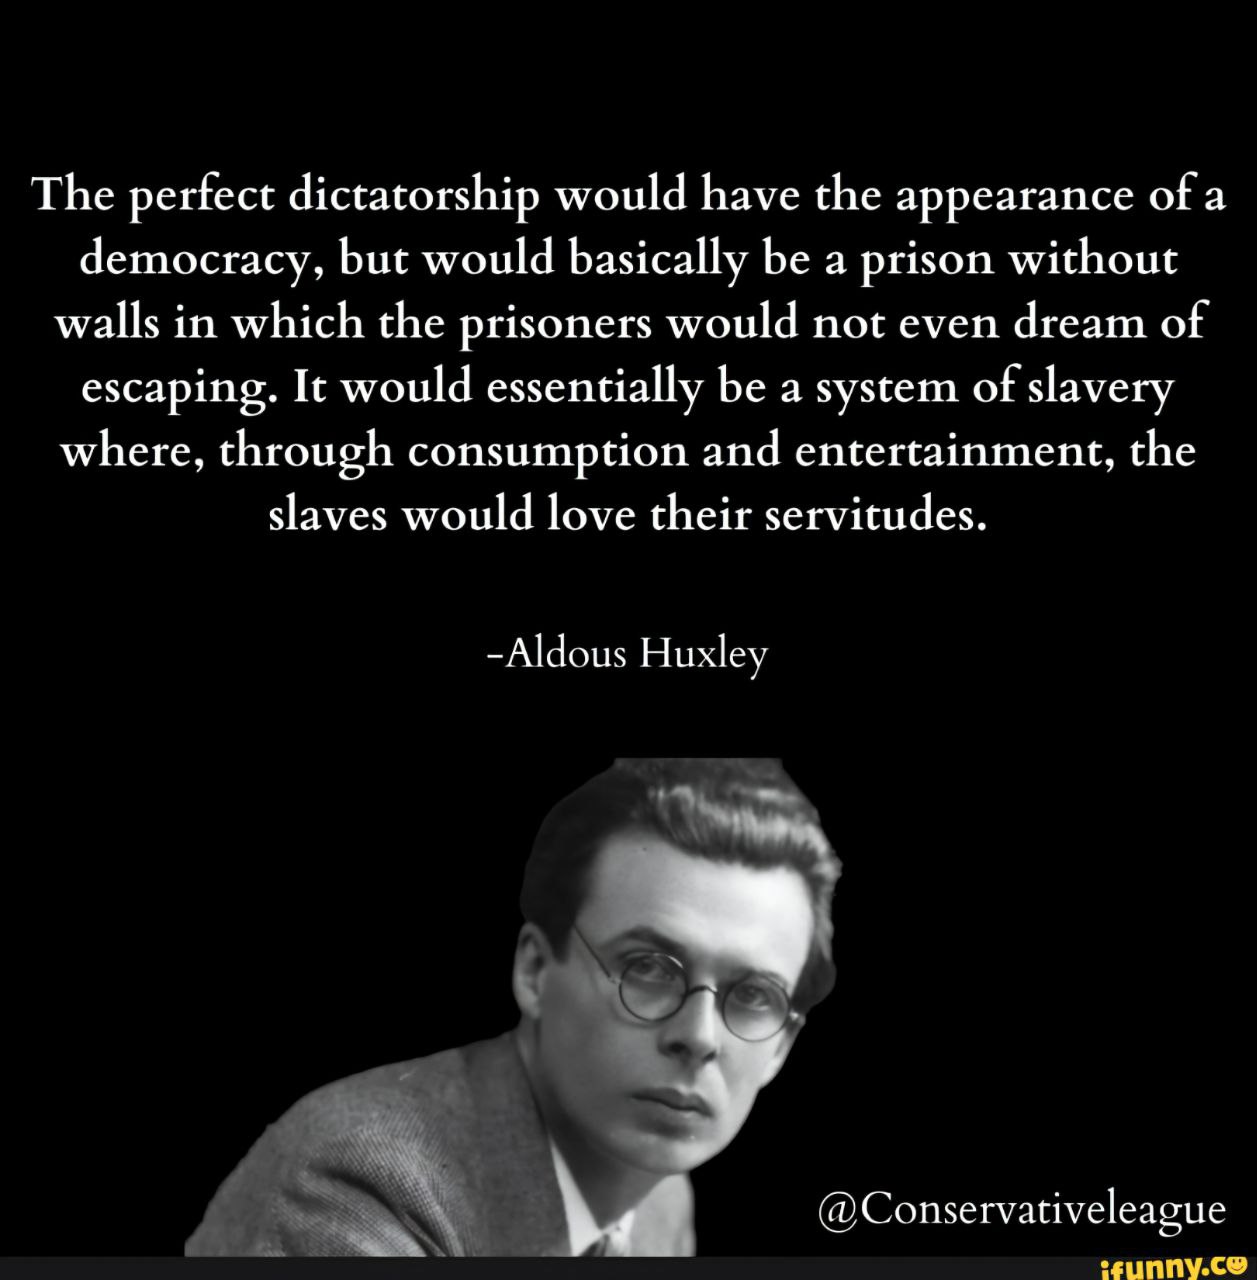 The perfect dictatorship would have the appearance of a
democracy, but would basically be a prison without
walls in which the prisoners would not even dream of
escaping. It would essentially be a system of slavery
where, through consumption and entertainment, the
slaves would love their servitudes.
-Aldous Huxley
@Conservativeleague
ifunny.co